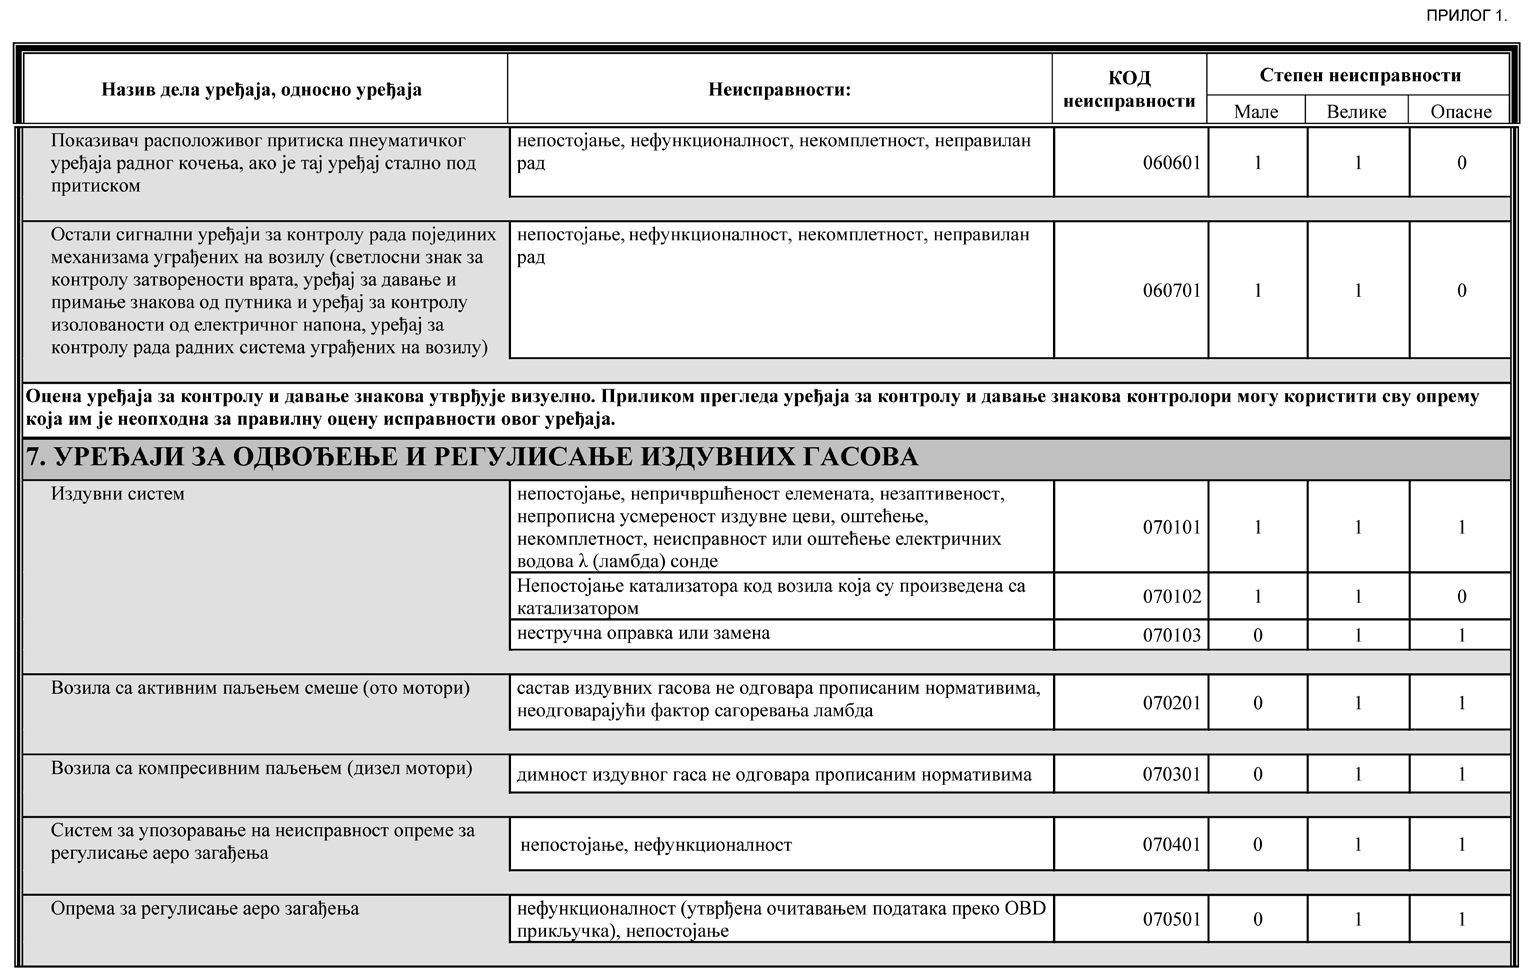 ПРИЛОГ 1.
Назив дела уређаја, односно уређаја
Неисправности:
КОД
неисправности
Степен неисправности
Мале
Велике
Опасне
Показивач расположивог притиска пнеуматичког
уређаја радног кочења, ако је тај уређај стално под
притиском
непостојање, нефункционалност, некомплетност, неправилан
рад
060601
1
1
0
Остали сигнални уређаји за контролу рада појединих
механизама уграђених на возилу (светлосни знак за
контролу затворености врата, уређај за давање и
примање знакова од путника и уређај за контролу
изолованости од електричног напона, уређај за
контролу рада радних система уграђених на возилу)
непостојање, нефункционалност, некомплетност, неправилан
рад
060701
1
1
0
Оцена уређаја за контролу и давање знакова утврђује визуелно. Приликом прегледа уређаја за контролу и давање знакова контролори могу користити сву опрему
која им је неопходна за правилну оцену исправности овог уређаја.
7. УРЕЂАЈИ ЗА ОДВОЂЕЊЕ И РЕГУЛИСАЊЕ ИЗДУВНИХ ГАСОВА
Издувни систем
непостојање, непричвршћеност елемената, незаптивеност,
непрописна усмереност издувне цеви, оштећење,
некомплетност, неисправност или оштећење електричних
водова λ (ламбда) сонде
070101
1
1
1
Непостојање катализатора код возила која су произведена са
катализатором
070102
1
1
0
нестручна оправка или замена
070103
0
1
1
Возила са активним паљењем смеше (ото мотори)
састав издувних гасова не одговара прописаним нормативима,
неодговарајући фактор сагоревања ламбда
070201
0
1
1
Возила са компресивним паљењем (дизел мотори)
димност издувног гаса не одговара прописаним нормативима
070301
0
1
1
Систем за упозоравање на неисправност опреме за
регулисање аеро загађења
непостојање, нефункционалност
070401
0
1
1
Опрема за регулисање аеро загађења
нефункционалност (утврђена очитавањем података преко OBD
прикључка), непостојање
070501
0
1
1